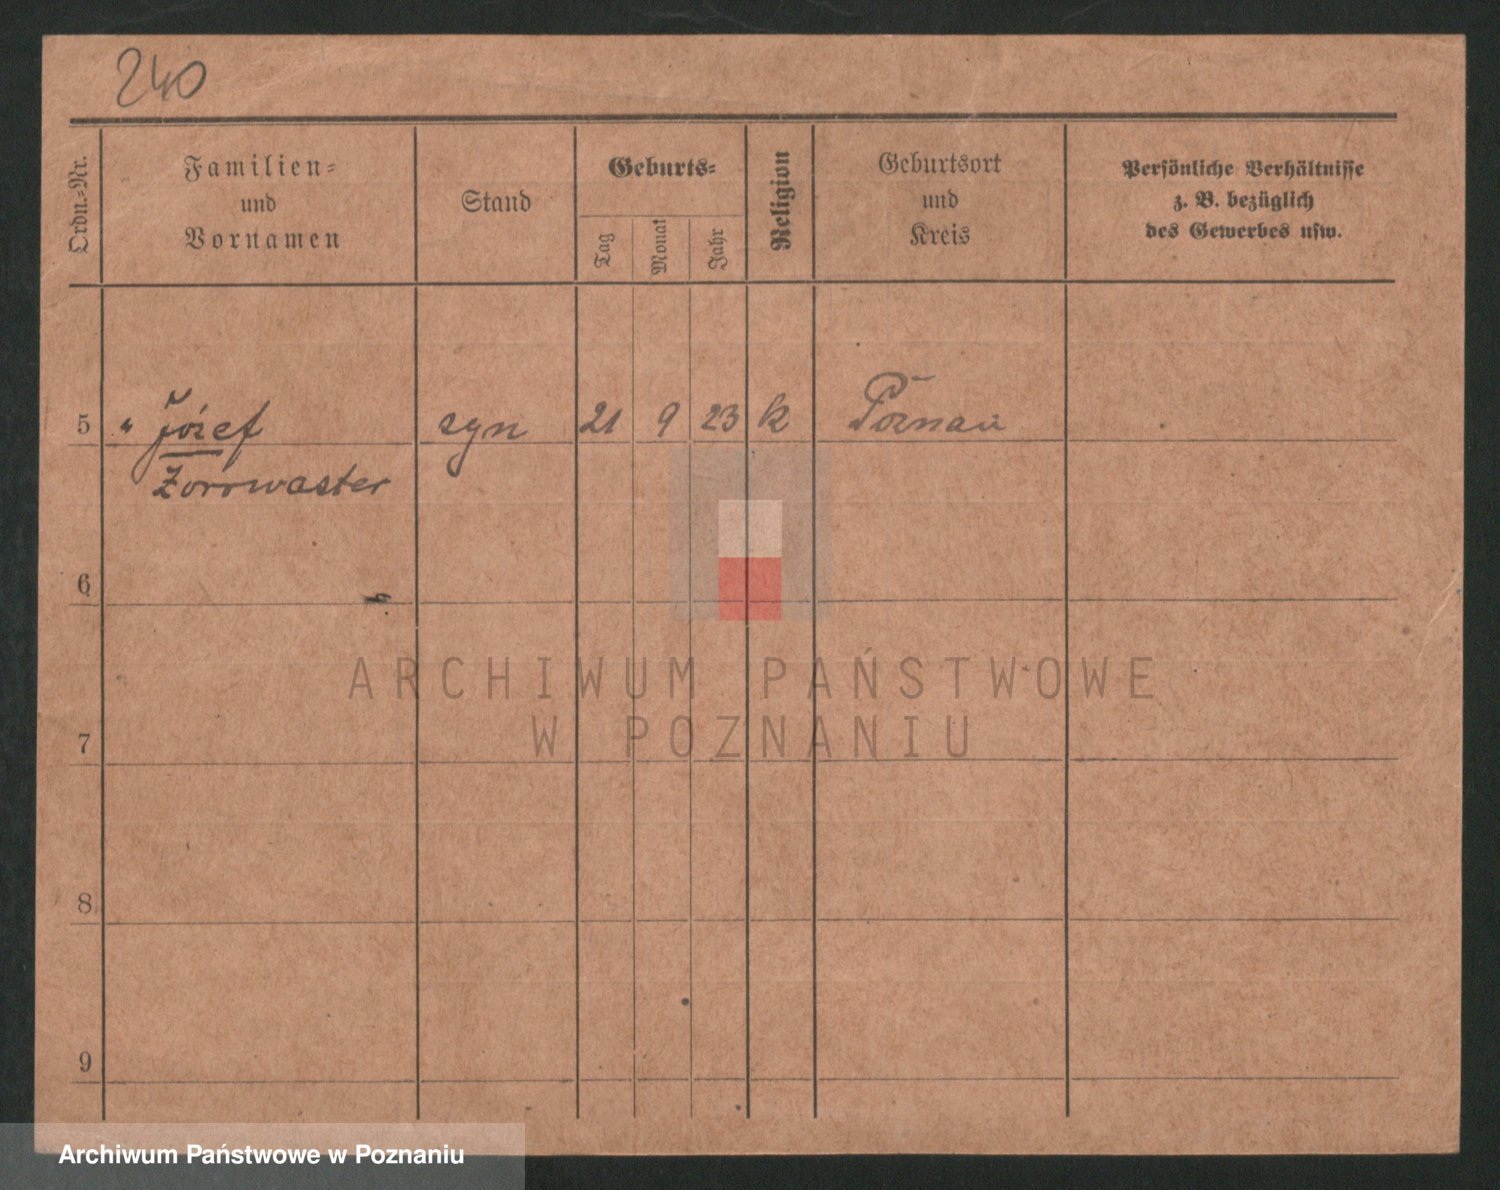 240
Ordn.-Nr.
Familien-
und
Vornamen
Stand
Geburts-
Tag
Monat
Jahr
Religion
Geburtsort
und
Kreis
Persönliche Verhältnisse
z. B. bezüglich
des Gewerbes usw.
5 " Józef syn 21 9 23 k Poznań
Zorrwaster
6
7
8
9
ARCHIWUM PAŃSTWOWE
W POZNANIU
Archiwum Państwowe w Poznaniu